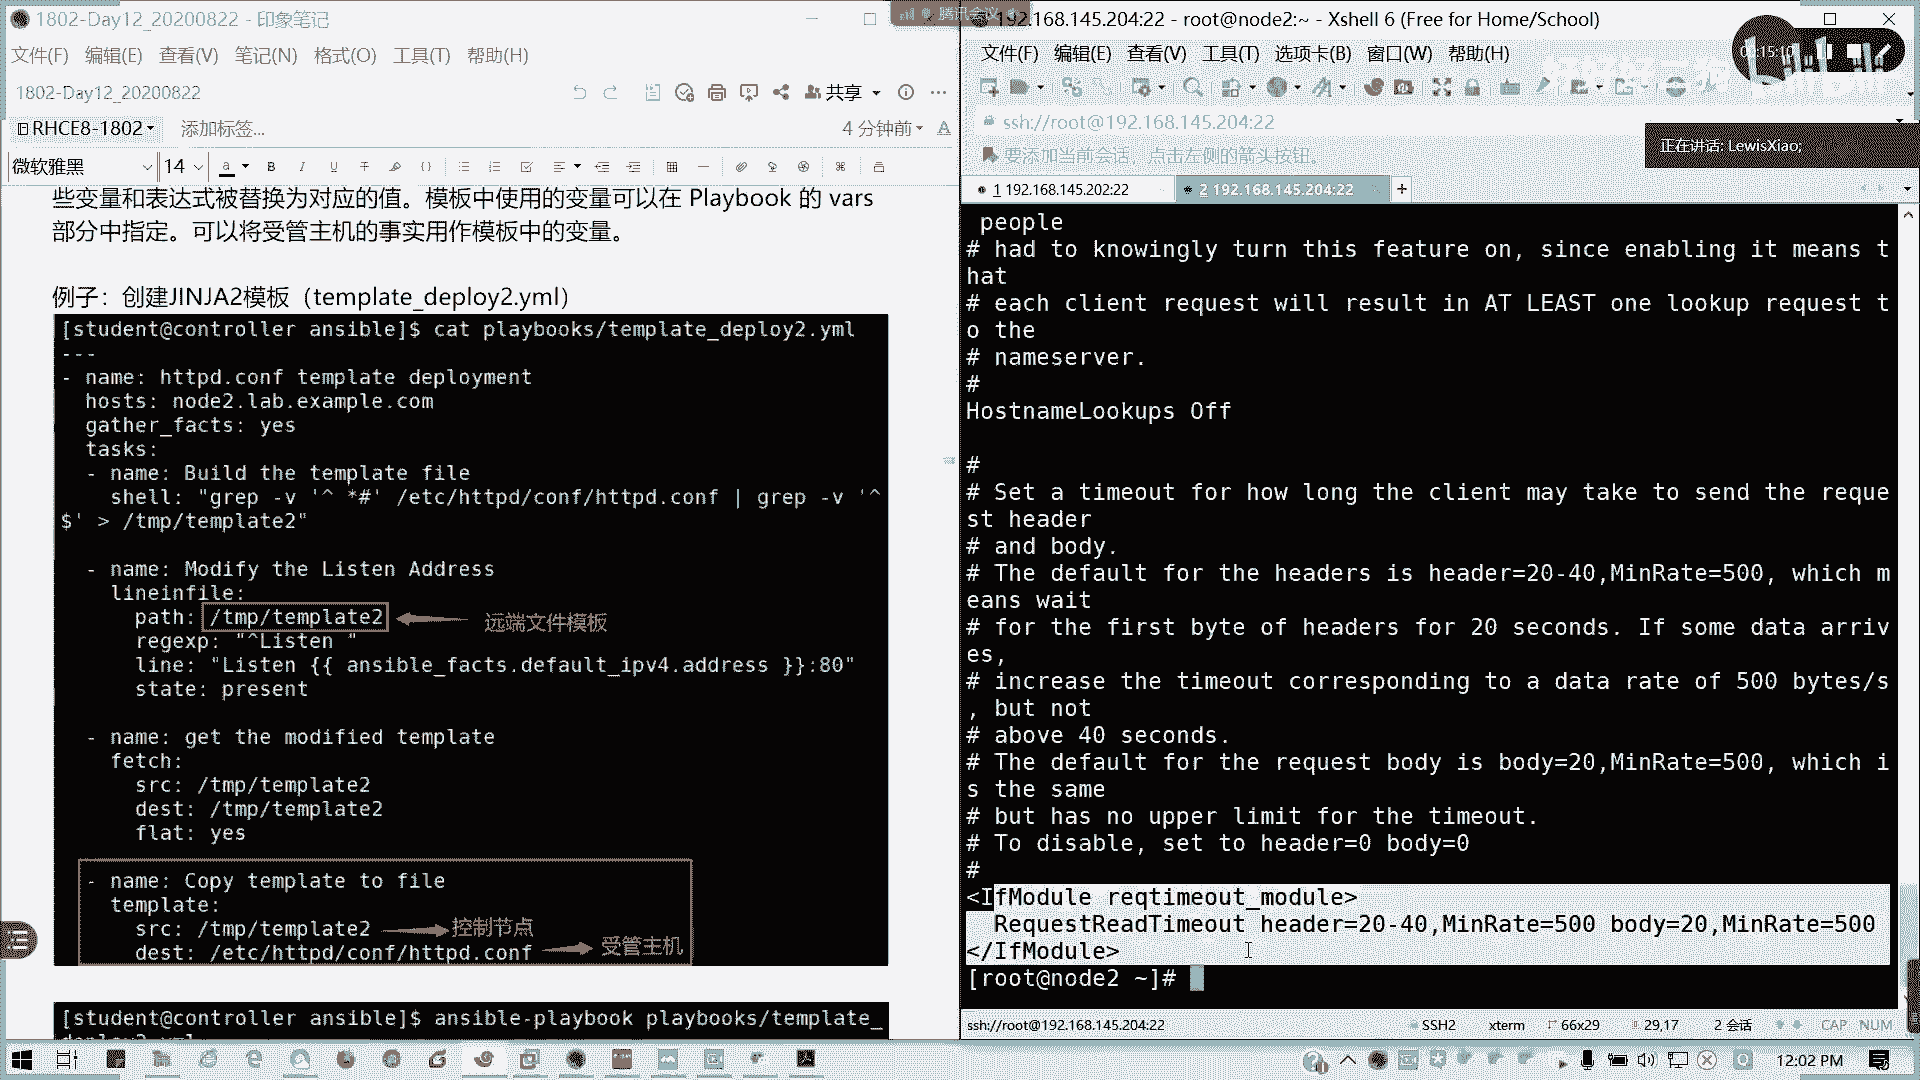 1802-Day12_20200822 - 印象笔记
文件(F) 编辑(E) 查看(V) 笔记(N) 格式(O) 工具(T) 帮助(H)
1802-Day12_20200822
共享
RHCE8-1802
添加标签...
4 分钟前
微软雅黑
14
些变量和表达式被替换为对应的值。模板中使用的变量可以在 Playbook 的 vars
部分中指定。可以将受管主机的事实用作模板中的变量。
例子：创建JINJA2模板（template_deploy2.yml）
[student@controller ansible]$ cat playbooks/template_deploy2.yml
---
- name: httpd.conf template deployment
hosts: node2.lab.example.com
gather_facts: yes
tasks:
- name: Build the template file
shell: "grep -v '^ *#' /etc/httpd/conf/httpd.conf | grep -v '^
$' > /tmp/template2"
- name: Modify the Listen Address
lineinfile:
path: /tmp/template2
远端文件模板
regexp: "^Listen "
line: "Listen {{ ansible_facts.default_ipv4.address }}:80"
state: present
- name: get the modified template
fetch:
src: /tmp/template2
dest: /tmp/template2
flat: yes
- name: Copy template to file
template:
src: /tmp/template2
控制节点
dest: /etc/httpd/conf/httpd.conf
受管主机
[student@controller ansible]$ ansible-playbook playbooks/template_
腾讯会议
192.168.145.204:22 - root@node2:~ - Xshell 6 (Free for Home/School)
文件(F) 编辑(E) 查看(V) 工具(T) 选项卡(B) 窗口(W) 帮助(H)
ssh://root@192.168.145.204:22
要添加当前会话，点击左侧的箭头按钮。
正在讲话: LewisXiao;
1 192.168.145.202:22
2 192.168.145.204:22
people
# had to knowingly turn this feature on, since enabling it means t
hat
# each client request will result in AT LEAST one lookup request t
o the
# nameserver.
#
HostnameLookups Off
#
# Set a timeout for how long the client may take to send the reque
st header
# and body.
# The default for the headers is header=20-40,MinRate=500, which m
eans wait
# for the first byte of headers for 20 seconds. If some data arriv
es,
# increase the timeout corresponding to a data rate of 500 bytes/s
, but not
# above 40 seconds.
# The default for the request body is body=20,MinRate=500, which i
s the same
# but has no upper limit for the timeout.
# To disable, set to header=0 body=0
#
<IfModule reqtimeout_module>
RequestReadTimeout header=20-40,MinRate=500 body=20,MinRate=500
</IfModule>
[root@node2 ~]#
ssh://root@192.168.145.204:22
SSH2
xterm
66x29
29,17
2 会话
CAP NUM
12:02 PM